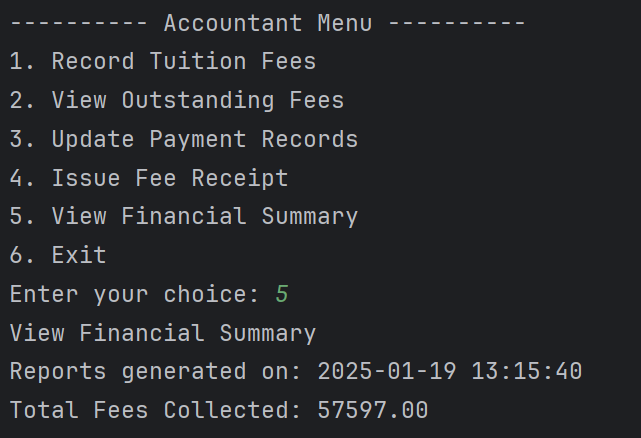 ---------- Accountant Menu ----------
1. Record Tuition Fees
2. View Outstanding Fees
3. Update Payment Records
4. Issue Fee Receipt
5. View Financial Summary
6. Exit
Enter your choice: 5
View Financial Summary
Reports generated on: 2025-01-19 13:15:40
Total Fees Collected: 57597.00